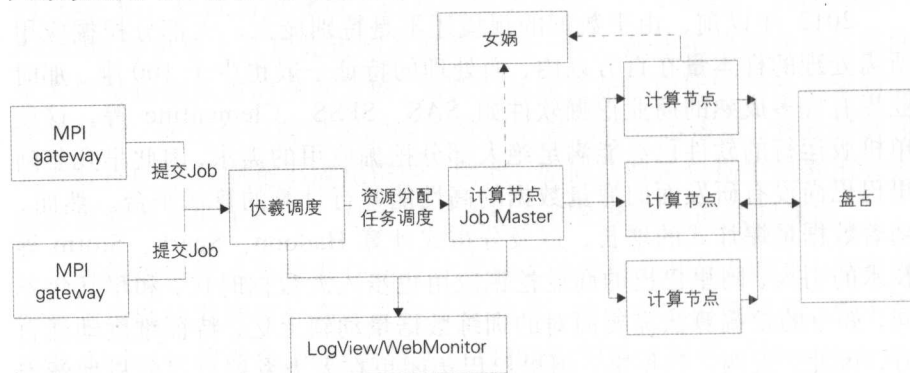 女娲
计算节点
MPI
gateway
提交Job
伏羲调度
资源分配
任务调度
计算节点
Job Master
计算节点
盘古
提交Job
MPI
gateway
计算节点
LogView/WebMonitor